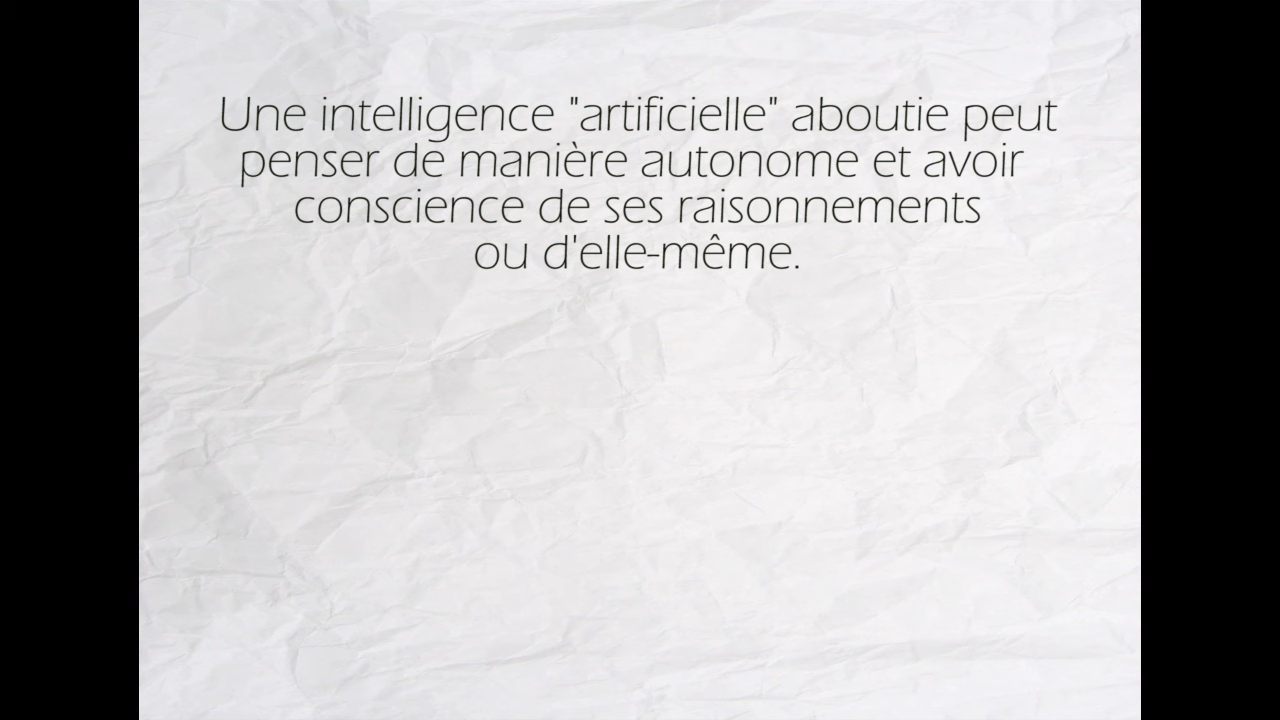 Une intelligence "artificielle" aboutie peut
penser de manière autonome et avoir
conscience de ses raisonnements
ou d'elle-même.